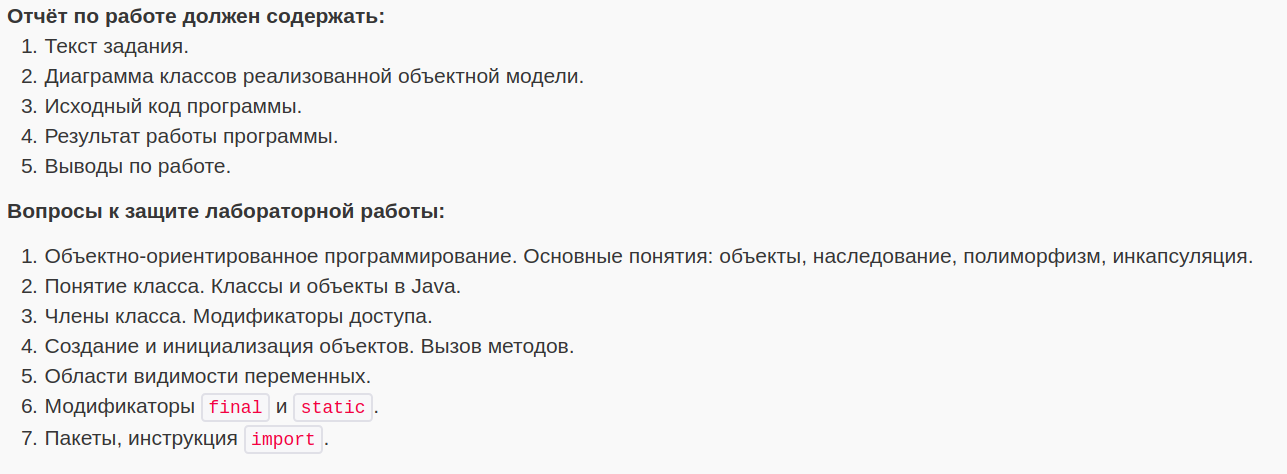 Отчёт по работе должен содержать:
1. Текст задания.
2. Диаграмма классов реализованной объектной модели.
3. Исходный код программы.
4. Результат работы программы.
5. Выводы по работе.
Вопросы к защите лабораторной работы:
1. Объектно-ориентированное программирование. Основные понятия: объекты, наследование, полиморфизм, инкапсуляция.
2. Понятие класса. Классы и объекты в Java.
3. Члены класса. Модификаторы доступа.
4. Создание и инициализация объектов. Вызов методов.
5. Области видимости переменных.
6. Модификаторы final и static.
7. Пакеты, инструкция import.